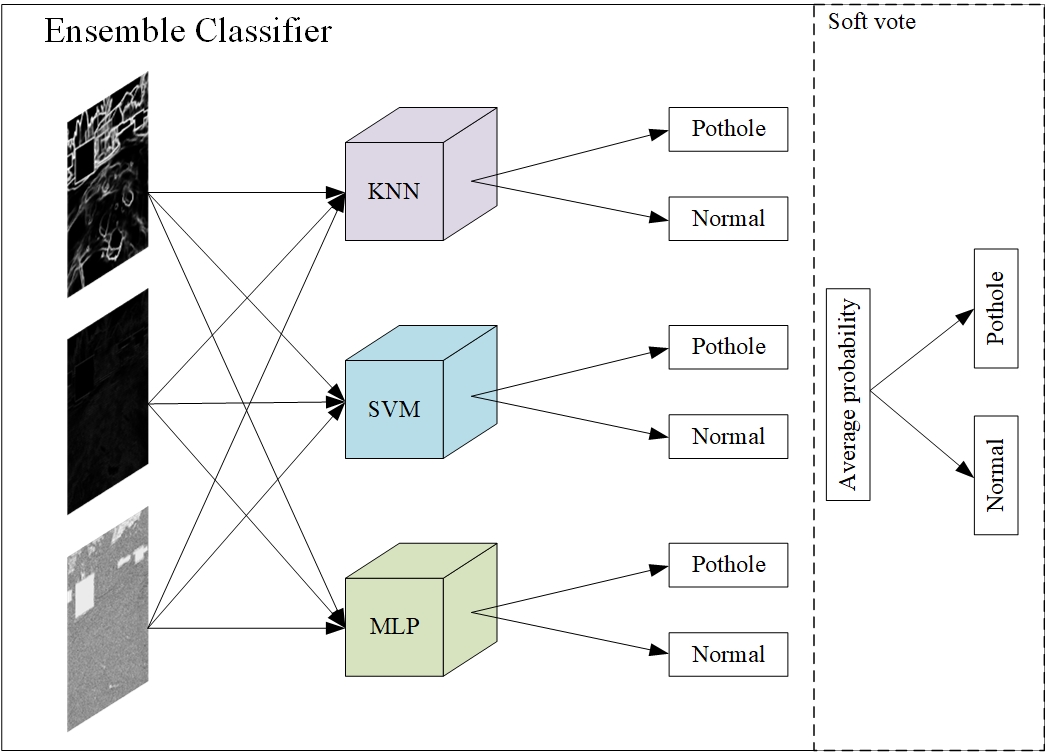 Ensemble Classifier
Soft vote
KNN
Pothole
Normal
SVM
Pothole
Normal
MLP
Pothole
Normal
Average probability
Pothole
Normal